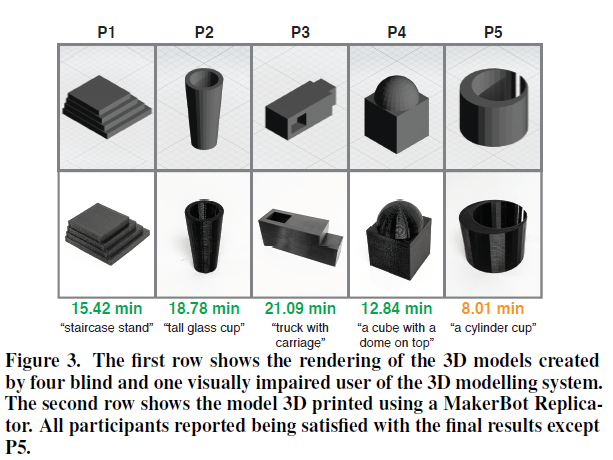 P1 P2 P3 P4 P5
15.42 min 18.78 min 21.09 min 12.84 min 8.01 min
“staircase stand” “tall glass cup” “truck with carriage” “a cube with a dome on top” “a cylinder cup”
Figure 3. The first row shows the rendering of the 3D models created
by four blind and one visually impaired user of the 3D modelling system.
The second row shows the model 3D printed using a MakerBot Replica-
tor. All participants reported being satisfied with the final results except
P5.